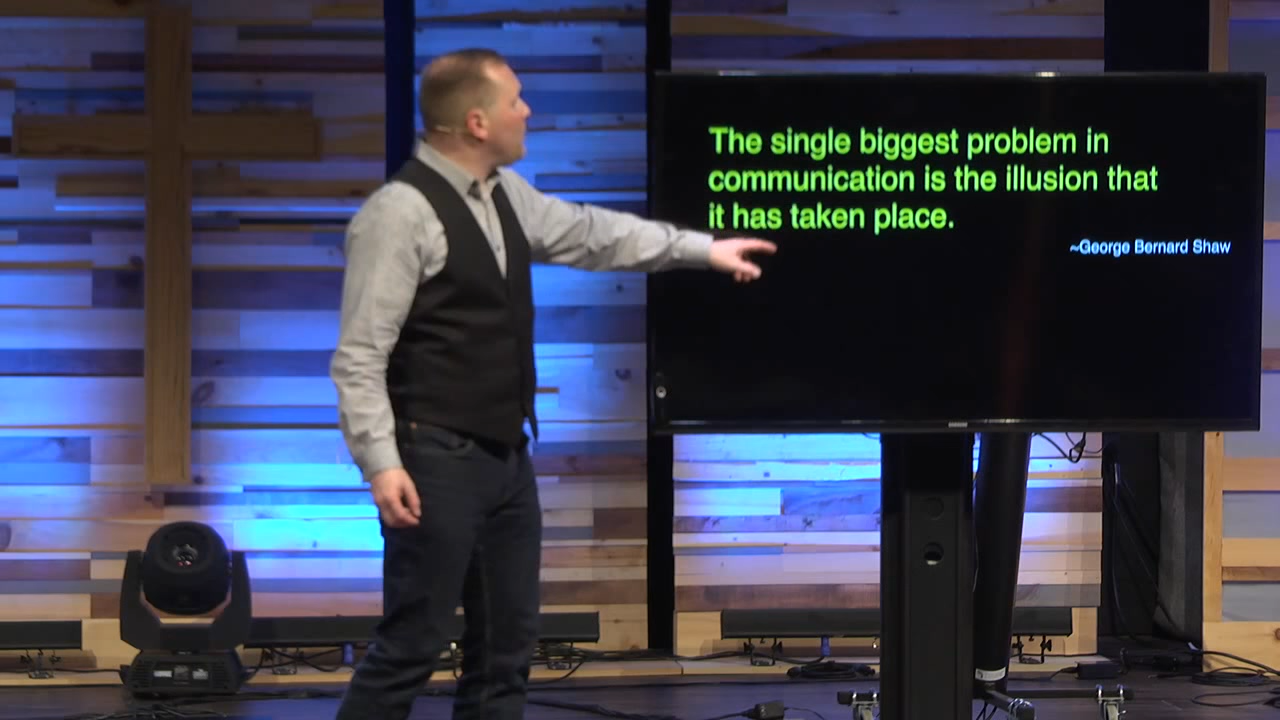 The single biggest problem in
communication is the illusion that
it has taken place.
~George Bernard Shaw